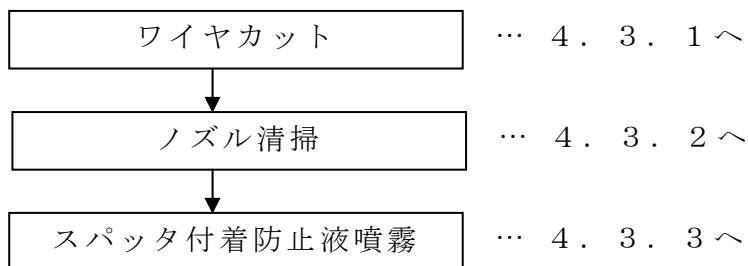 ワイヤカット … ４．３．１へ
ノズル清掃 … ４．３．２へ
スパッタ付着防止液噴霧 … ４．３．３へ